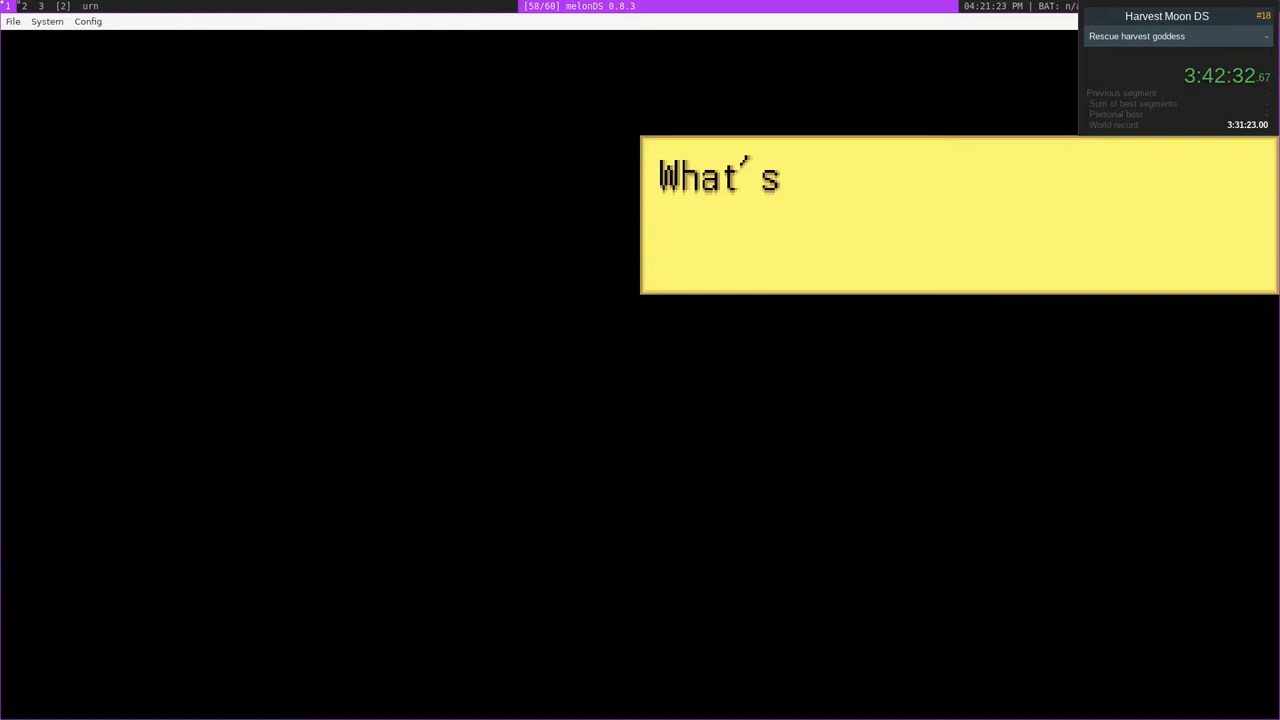 1 2 3 [2] urn [58/60] melonDS 0.8.3 04:21:23 PM | BAT: n/a
File System Config
Harvest Moon DS #18
Rescue harvest goddess -
3:42:32.67
Previous segment -
Sum of best segments -
Personal best -
World record 3:31:23.00
What's